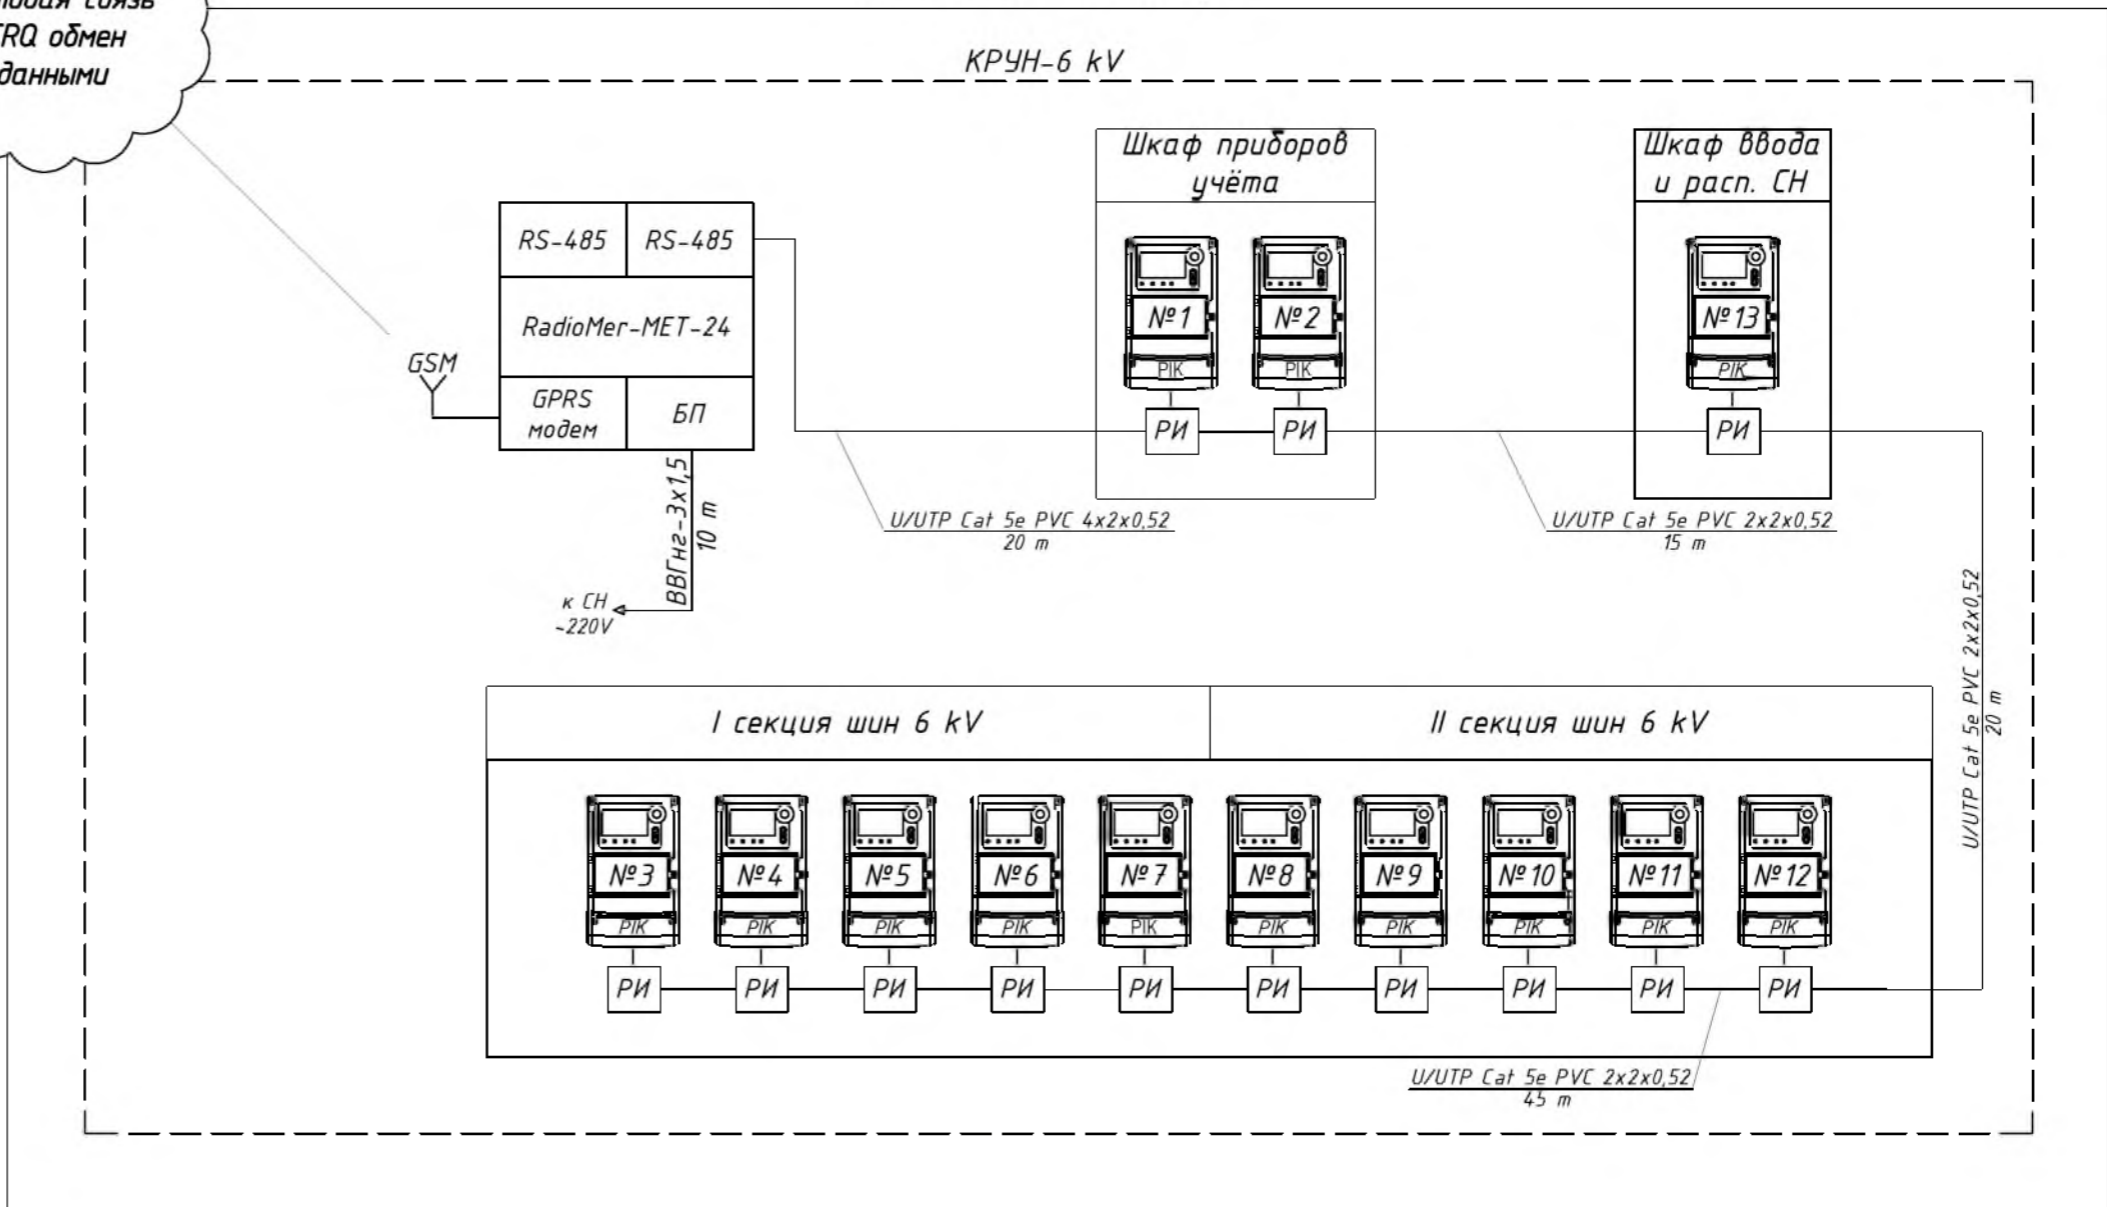 TRQ обмен
данными
КРУН-6 kV
RS-485
RS-485
RadioMer-MET-24
GPRS
модем
БП
GSM
ВВГнг-3х1,5
10 m
к СН
~220V
Шкаф приборов
учёта
№1
PIK
РИ
№2
PIK
РИ
Шкаф ввода
и расп. СН
№13
PIK
РИ
U/UTP Cat 5e PVC 4x2x0,52
20 m
U/UTP Cat 5e PVC 2x2x0,52
15 m
U/UTP Cat 5e PVC 2x2x0,52
20 m
I секция шин 6 kV
II секция шин 6 kV
№3
№4
№5
№6
№7
№8
№9
№10
№11
№12
PIK
PIK
PIK
PIK
PIK
PIK
PIK
PIK
PIK
PIK
РИ
РИ
РИ
РИ
РИ
РИ
РИ
РИ
РИ
РИ
U/UTP Cat 5e PVC 2x2x0,52
45 m